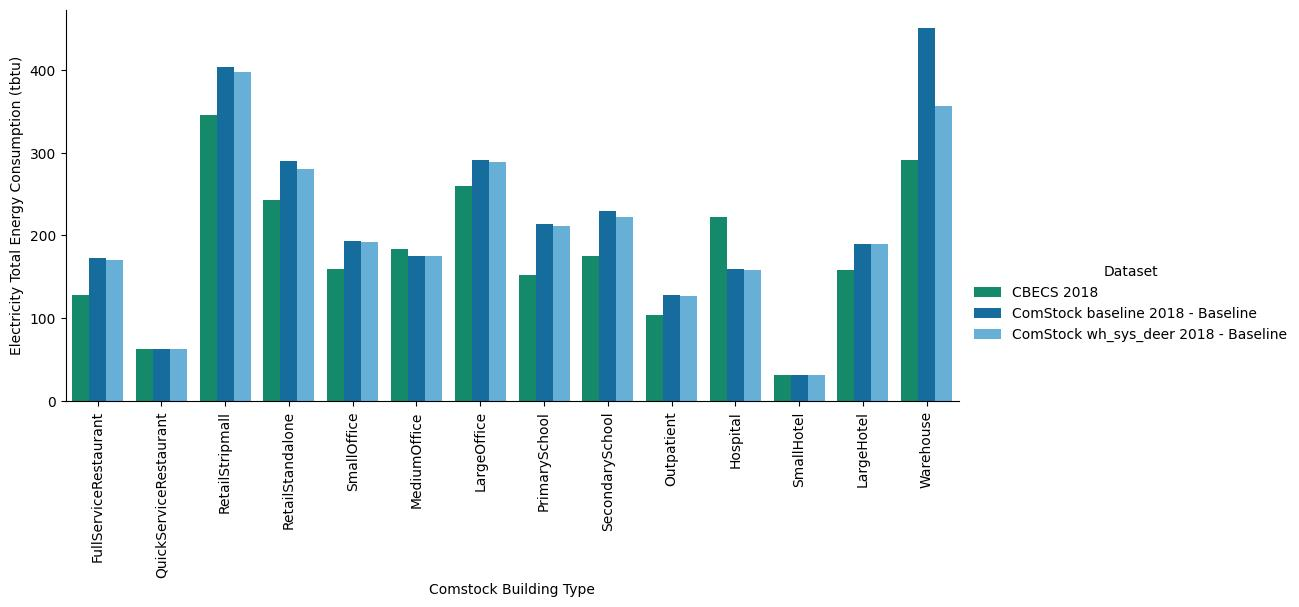 Electricity Total Energy Consumption (tbtu)
400
300
200
100
0
FullServiceRestaurant
QuickServiceRestaurant
RetailStripmall
RetailStandalone
SmallOffice
MediumOffice
LargeOffice
PrimarySchool
SecondarySchool
Outpatient
Hospital
SmallHotel
LargeHotel
Warehouse
Comstock Building Type
Dataset
CBECS 2018
ComStock baseline 2018 - Baseline
ComStock wh_sys_deer 2018 - Baseline